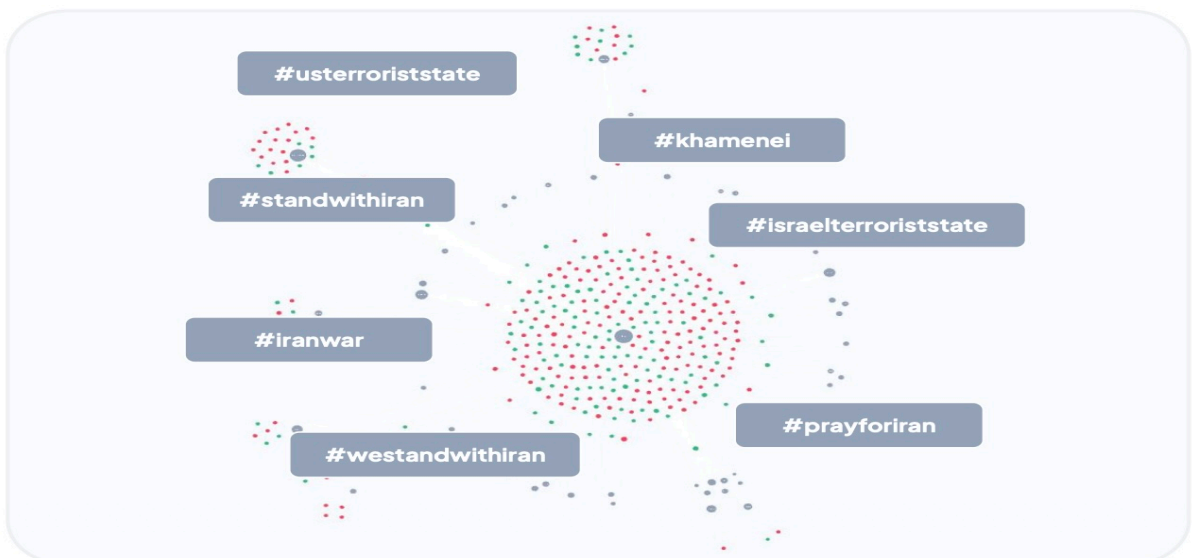 #usterroriststate
#khamenei
#standwithiran
#israelterroriststate
#iranwar
#prayforiran
#westandwithiran